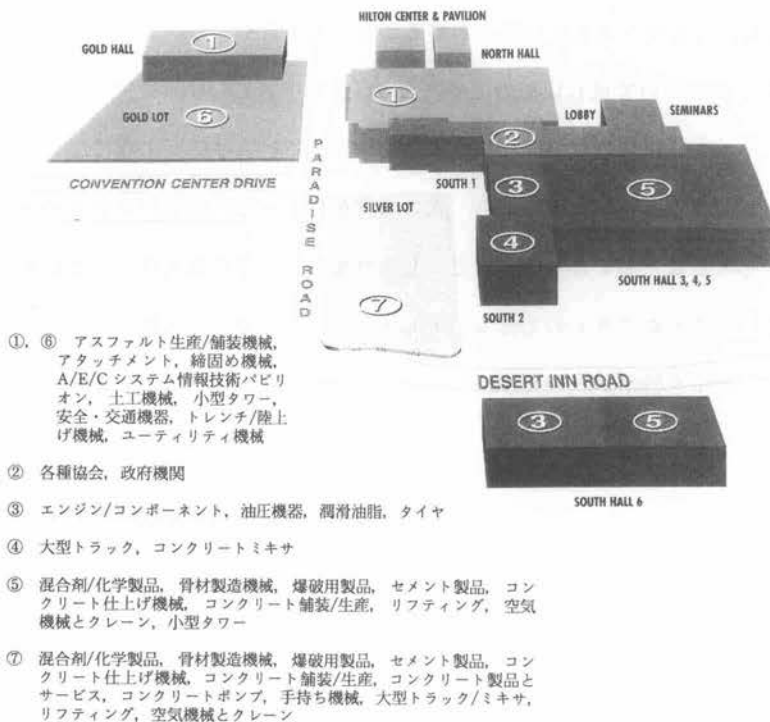 HILTON CENTER & PAVILION
GOLD HALL
①
NORTH HALL
①
GOLD LOT
⑥
LOBBY
SEMINARS
②
PARADISE ROAD
CONVENTION CENTER DRIVE
SOUTH 1
③
⑤
SILVER LOT
④
SOUTH HALL 3, 4, 5
⑦
SOUTH 2
DESERT INN ROAD
③
⑤
SOUTH HALL 6
①, ⑥ アスファルト生産/舗装機械,
アタッチメント, 締固め機械,
A/E/C システム情報技術パビリ
オン, 土工機械, 小型タワー,
安全・交通機器, トレンチ/陸上
げ機械, ユーティリティ機械
② 各種協会, 政府機関
③ エンジン/コンポーネント, 油圧機器, 潤滑油脂, タイヤ
④ 大型トラック, コンクリートミキサ
⑤ 混合剤/化学製品, 骨材製造機械, 爆破用製品, セメント製品, コン
クリート仕上げ機械, コンクリート舗装/生産, リフティング, 空気
機械とクレーン, 小型タワー
⑦ 混合剤/化学製品, 骨材製造機械, 爆破用製品, セメント製品, コン
クリート仕上げ機械, コンクリート舗装/生産, コンクリート製品と
サービス, コンクリートポンプ, 手持ち機械, 大型トラック/ミキサ,
リフティング, 空気機械とクレーン